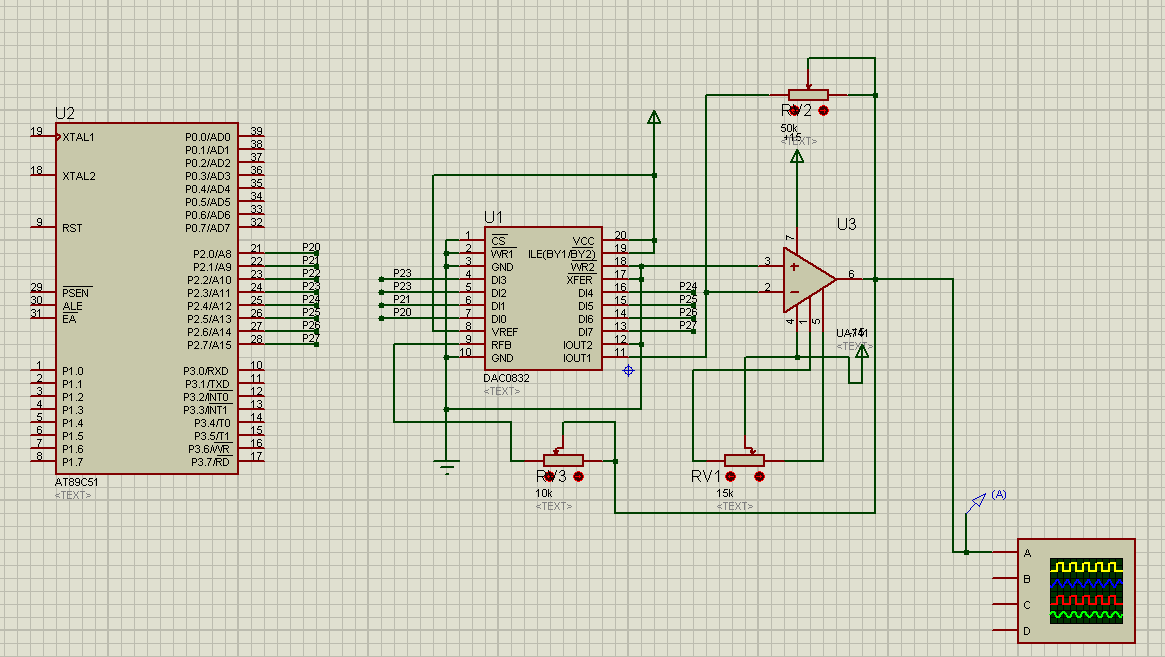 U2
19 XTAL1 P0.0/AD0 39
P0.1/AD1 38
P0.2/AD2 37
18 XTAL2 P0.3/AD3 36
P0.4/AD4 35
P0.5/AD5 34
P0.6/AD6 33
9 RST P0.7/AD7 32
P2.0/A8 21 P20
P2.1/A9 22 P21
P2.2/A10 23 P22
29 PSEN P2.3/A11 24 P23
30 ALE P2.4/A12 25 P24
31 EA P2.5/A13 26 P25
P2.6/A14 27 P26
P2.7/A15 28 P27
1 P1.0 P3.0/RXD 10
2 P1.1 P3.1/TXD 11
3 P1.2 P3.2/INT0 12
4 P1.3 P3.3/INT1 13
5 P1.4 P3.4/T0 14
6 P1.5 P3.5/T1 15
7 P1.6 P3.6/WR 16
8 P1.7 P3.7/RD 17
AT89C51
<TEXT>
U1
1 CS VCC 20
2 WR1 ILE(BY1/BY2) 19
3 GND WR2 18
P23 4 DI3 XFER 17
P23 5 DI2 DI4 16 P24
P21 6 DI1 DI5 15 P25
P20 7 DI0 DI6 14 P26
8 VREF DI7 13 P27
9 RFB IOUT2 12
10 GND IOUT1 11
DAC0832
<TEXT>
RV2
50k
+15
<TEXT>
U3
7
3
6
2
4 1 5
UA741
<TEXT>
RV3
10k
<TEXT>
RV1
15k
<TEXT>
(A)
A
B
C
D